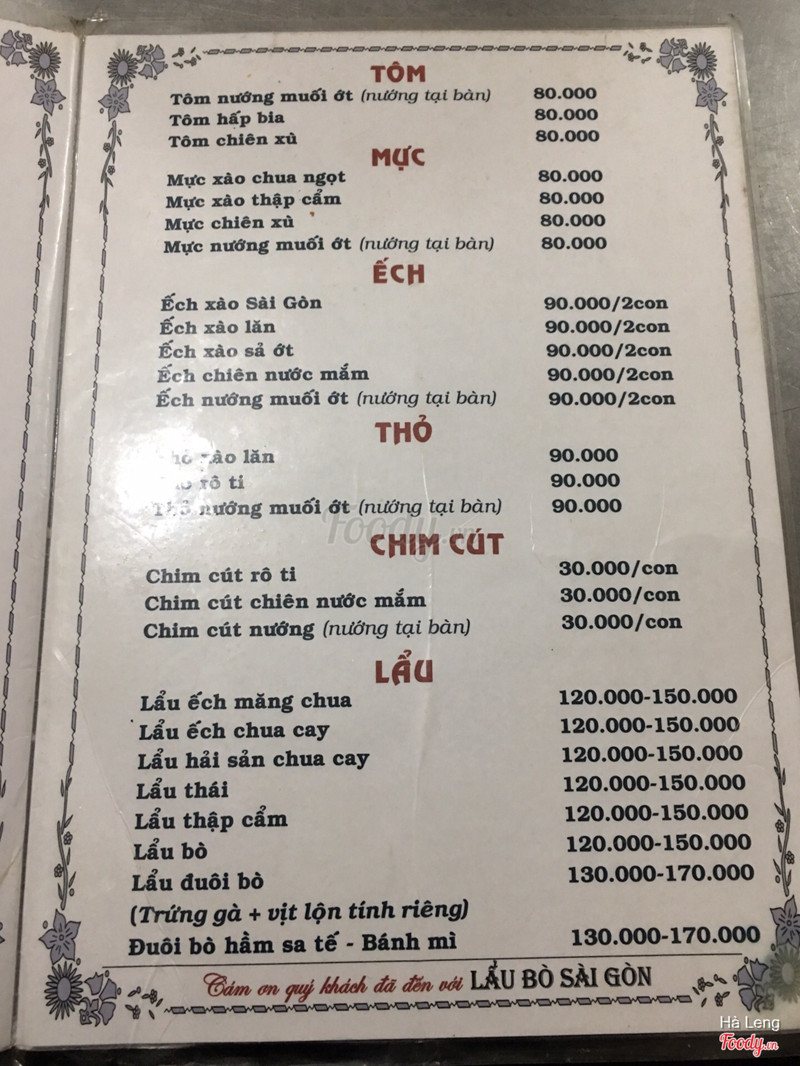 TÔM
Tôm nướng muối ớt (nướng tại bàn) 80.000
Tôm hấp bia 80.000
Tôm chiên xù 80.000
MỰC
Mực xào chua ngọt 80.000
Mực xào thập cẩm 80.000
Mực chiên xù 80.000
Mực nướng muối ớt (nướng tại bàn) 80.000
ẾCH
Ếch xào Sài Gòn 90.000/2con
Ếch xào lăn 90.000/2con
Ếch xào sả ớt 90.000/2con
Ếch chiên nước mắm 90.000/2con
Ếch nướng muối ớt (nướng tại bàn) 90.000/2con
THỎ
xào lăn 90.000
rô ti 90.000
Thỏ nướng muối ớt (nướng tại bàn) 90.000
Foody.vn
CHIM CÚT
Chim cút rô ti 30.000/con
Chim cút chiên nước mắm 30.000/con
Chim cút nướng (nướng tại bàn) 30.000/con
LẨU
Lẩu ếch măng chua 120.000-150.000
Lẩu ếch chua cay 120.000-150.000
Lẩu hải sản chua cay 120.000-150.000
Lẩu thái 120.000-150.000
Lẩu thập cẩm 120.000-150.000
Lẩu bò 120.000-150.000
Lẩu đuôi bò 130.000-170.000
(Trứng gà + vịt lộn tính riêng)
Đuôi bò hầm sa tế - Bánh mì 130.000-170.000
Cám ơn quý khách đã đến với LẨU BÒ SÀI GÒN
Hà Leng
Foody.vn